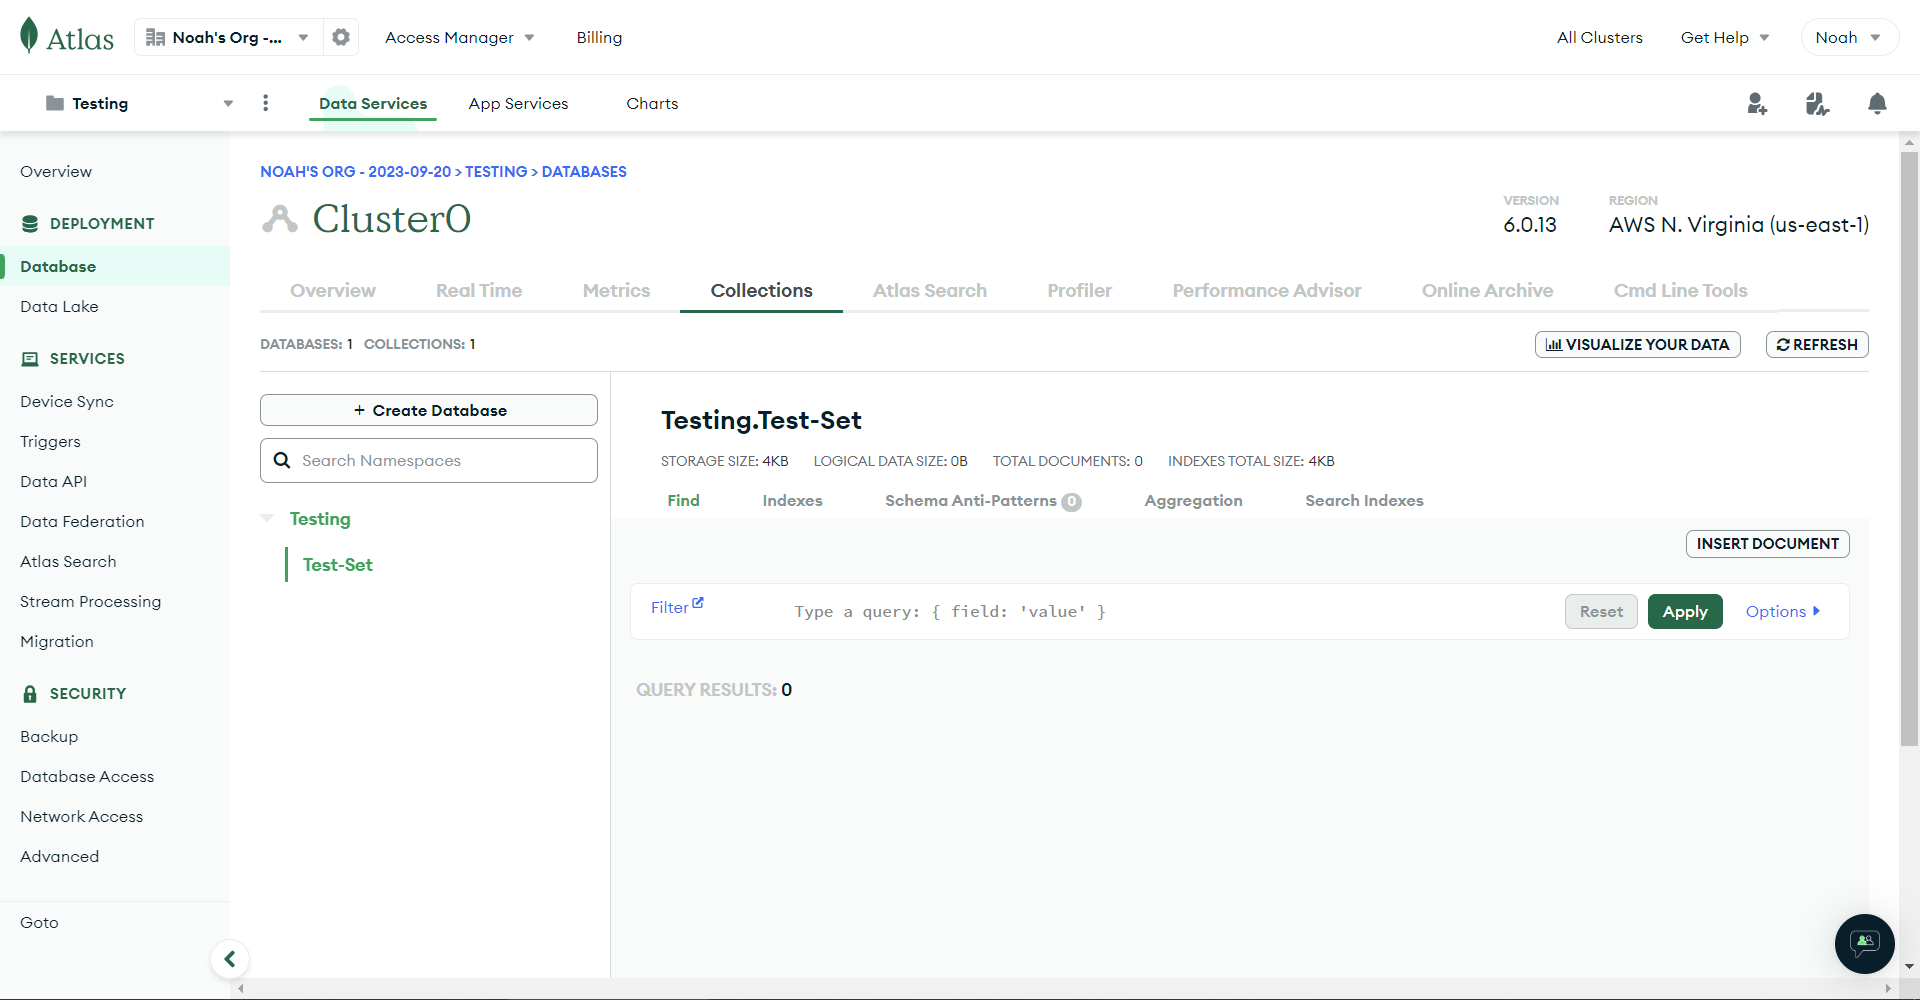 Atlas
Noah's Org -...
Access Manager
Billing
All Clusters
Get Help
Noah
Testing
Data Services
App Services
Charts
Overview
DEPLOYMENT
Database
Data Lake
SERVICES
Device Sync
Triggers
Data API
Data Federation
Atlas Search
Stream Processing
Migration
SECURITY
Backup
Database Access
Network Access
Advanced
Goto
NOAH'S ORG - 2023-09-20 > TESTING > DATABASES
Cluster0
VERSION
6.0.13
REGION
AWS N. Virginia (us-east-1)
Overview
Real Time
Metrics
Collections
Atlas Search
Profiler
Performance Advisor
Online Archive
Cmd Line Tools
DATABASES: 1 COLLECTIONS: 1
VISUALIZE YOUR DATA
REFRESH
+ Create Database
Search Namespaces
Testing
Test-Set
Testing.Test-Set
STORAGE SIZE: 4KB LOGICAL DATA SIZE: 0B TOTAL DOCUMENTS: 0 INDEXES TOTAL SIZE: 4KB
Find
Indexes
Schema Anti-Patterns 0
Aggregation
Search Indexes
INSERT DOCUMENT
Filter
Type a query: { field: 'value' }
Reset
Apply
Options
QUERY RESULTS: 0